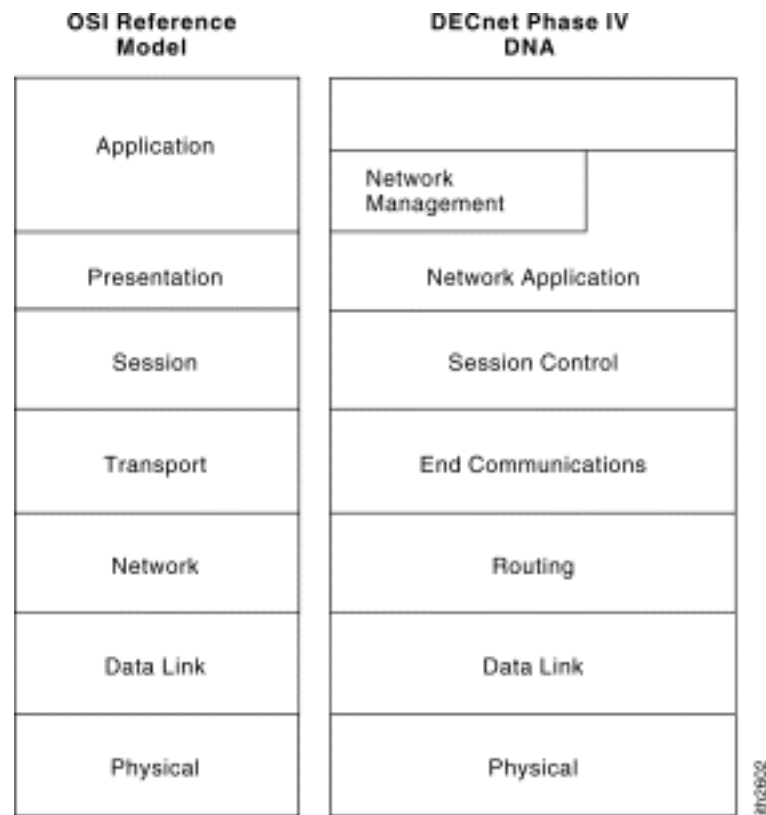 OSI Reference
Model
DECnet Phase IV
DNA
Application
Network
Management
Presentation
Network Application
Session
Session Control
Transport
End Communications
Network
Routing
Data Link
Data Link
Physical
Physical